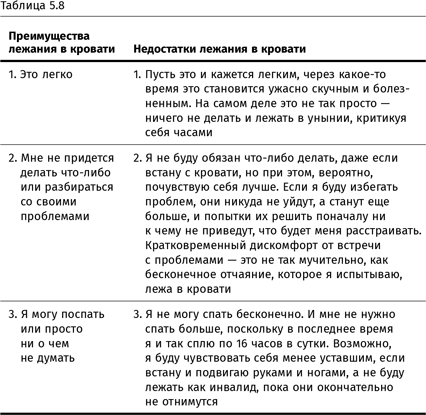 Таблица 5.8
Преимущества
лежания в кровати
Недостатки лежания в кровати
1. Это легко
1. Пусть это и кажется легким, через какое-то
время это становится ужасно скучным и болез-
ненным. На самом деле это не так просто —
ничего не делать и лежать в унынии, критикуя
себя часами
2. Мне не придется
делать что-либо
или разбираться
со своими
проблемами
2. Я не буду обязан что-либо делать, даже если
встану с кровати, но при этом, вероятно,
почувствую себя лучше. Если я буду избегать
проблем, они никуда не уйдут, а станут еще
больше, и попытки их решить поначалу ни
к чему не приведут, что будет меня расстраивать.
Кратковременный дискомфорт от встречи
с проблемами — это не так мучительно, как
бесконечное отчаяние, которое я испытываю,
лежа в кровати
3. Я могу поспать
или просто
ни о чем
не думать
3. Я не могу спать бесконечно. И мне не нужно
спать больше, поскольку в последнее время
я и так сплю по 16 часов в сутки. Возможно,
я буду чувствовать себя менее уставшим, если
встану и подвигаю руками и ногами, а не буду
лежать как инвалид, пока они окончательно
не отнимутся